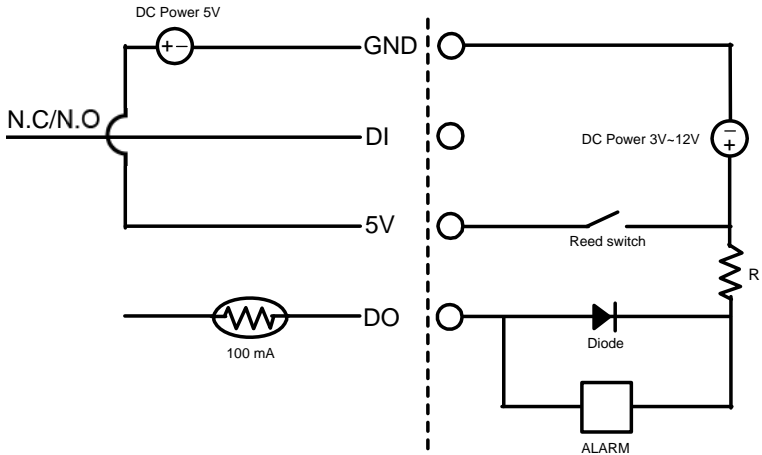 DC Power 5V
+ −
GND
N.C/N.O
DI
DC Power 3V~12V
−
+
5V
Reed switch
R
DO
100 mA
Diode
ALARM